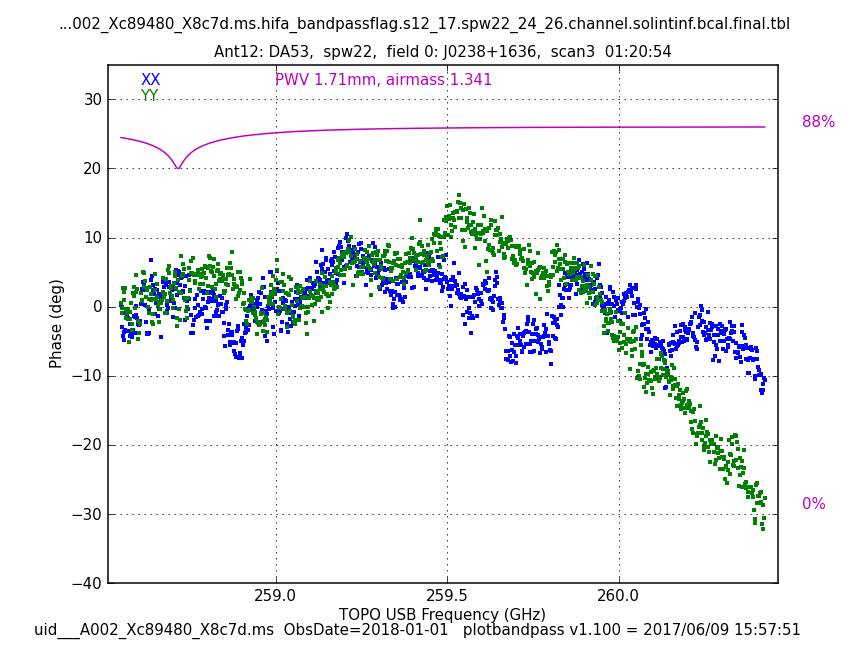 ...002_Xc89480_X8c7d.ms.hifa_bandpassflag.s12_17.spw22_24_26.channel.solintinf.bcal.final.tbl
Ant12: DA53,  spw22,  field 0: J0238+1636,  scan3  01:20:54
XX
PWV 1.71mm, airmass 1.341
YY
30
20
10
0
−10
−20
−30
−40
Phase (deg)
88%
0%
259.0
259.5
260.0
TOPO USB Frequency (GHz)
uid___A002_Xc89480_X8c7d.ms  ObsDate=2018-01-01   plotbandpass v1.100 = 2017/06/09 15:57:51